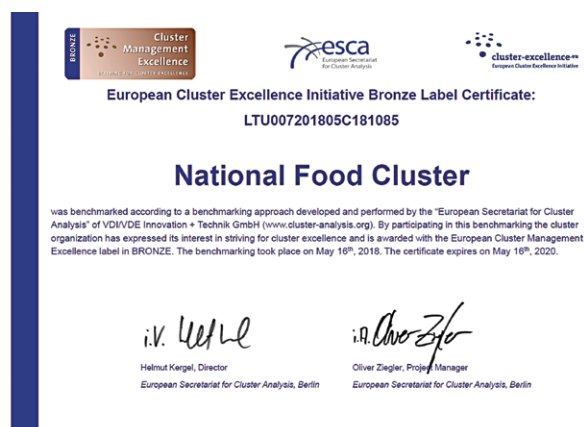 BRONZE
Cluster
Management
Excellence
STRIVING FOR CLUSTER EXCELLENCE
esca
European Secretariat
for Cluster Analysis
cluster-excellence.eu
European Cluster Excellence Initiative
European Cluster Excellence Initiative Bronze Label Certificate:
LTU007201805C181085
National Food Cluster
was benchmarked according to a benchmarking approach developed and performed by the "European Secretariat for Cluster
Analysis" of VDI/VDE Innovation + Technik GmbH (www.cluster-analysis.org). By participating in this benchmarking the cluster
organization has expressed its interest in striving for cluster excellence and is awarded with the European Cluster Management
Excellence label in BRONZE. The benchmarking took place on May 16th, 2018. The certificate expires on May 16th, 2020.
i.V.
i.A. Oliver Ziegler
Helmut Kergel, Director
Oliver Ziegler, Project Manager
European Secretariat for Cluster Analysis, Berlin
European Secretariat for Cluster Analysis, Berlin